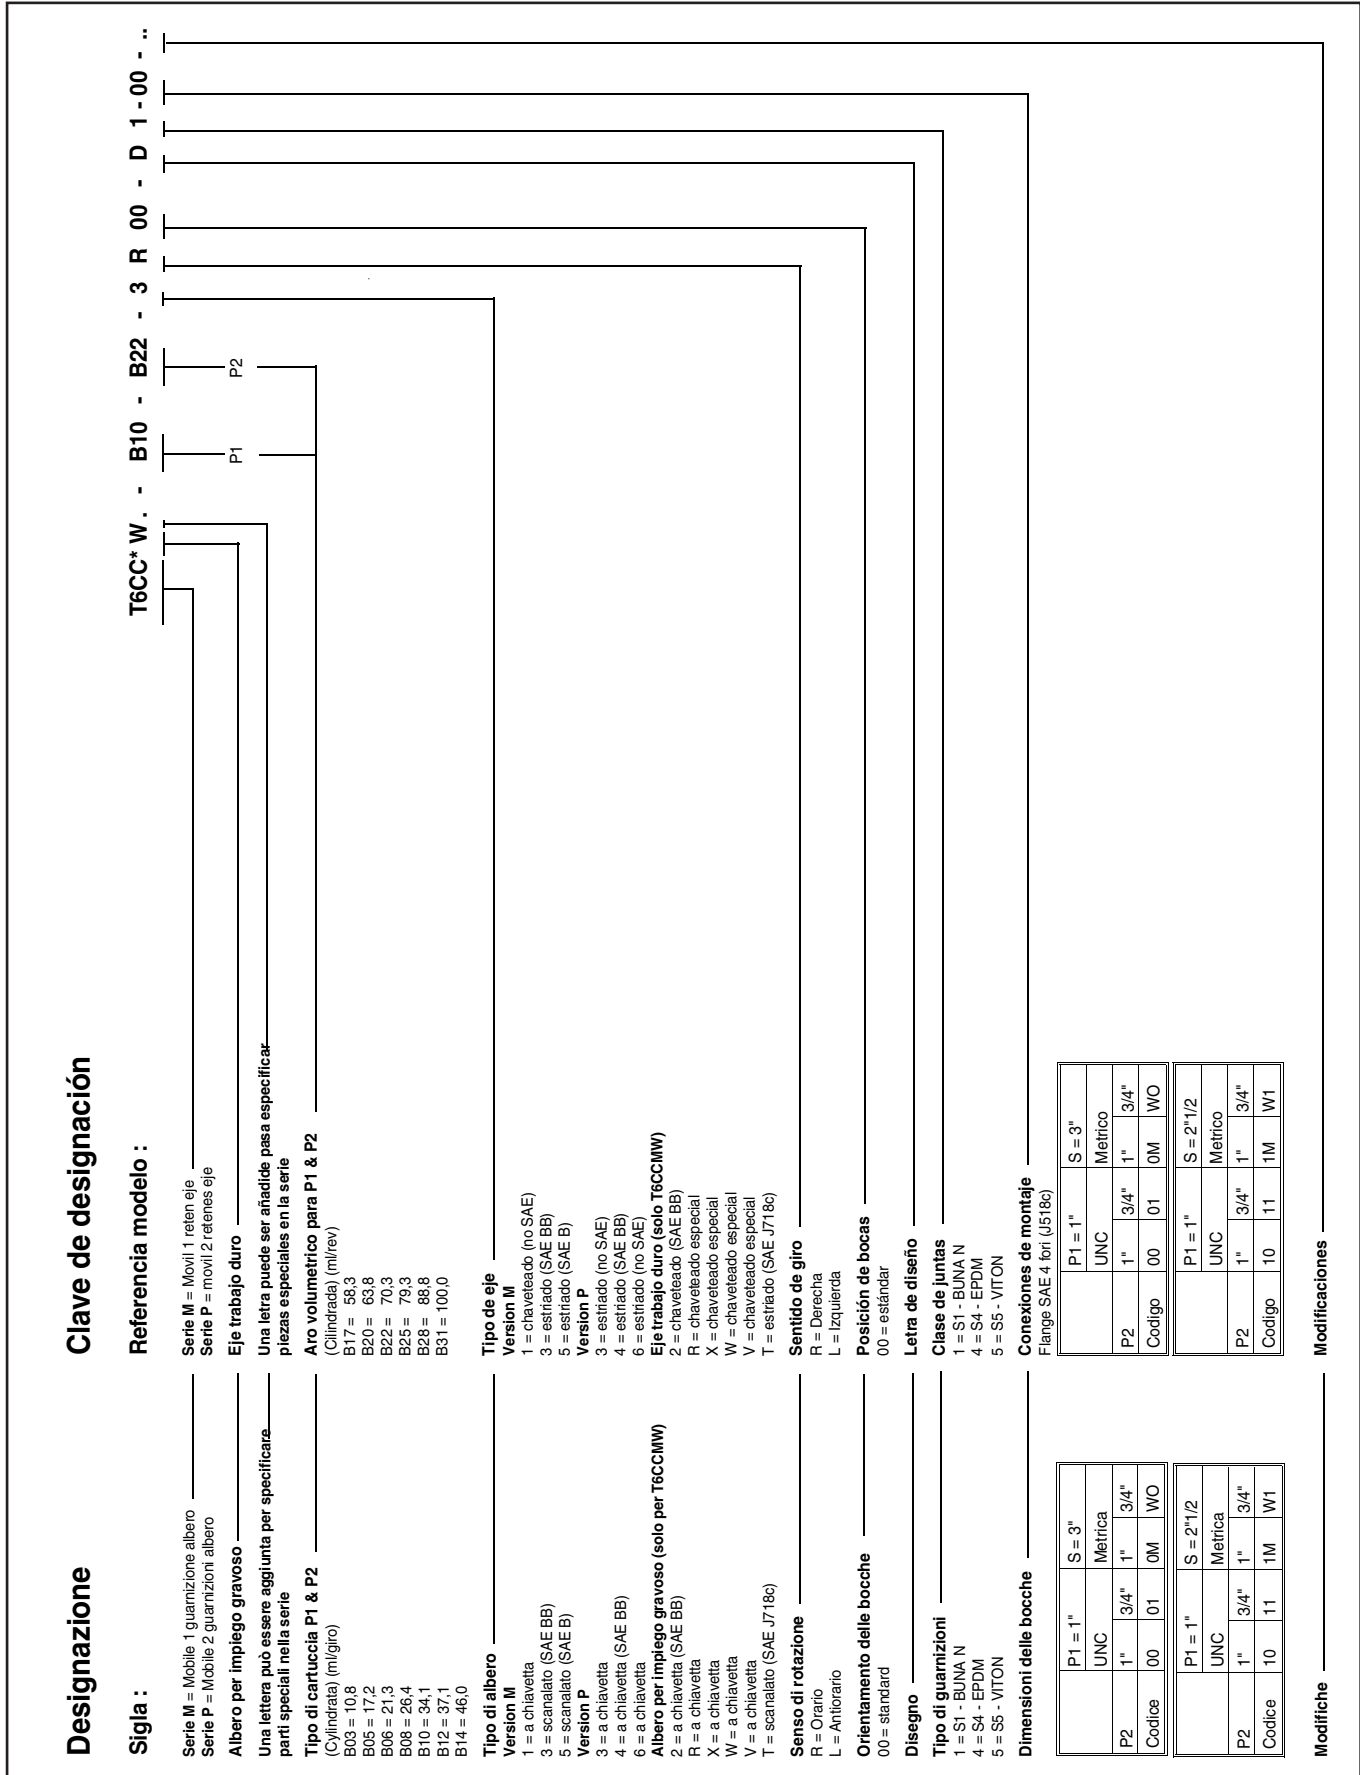 Designazione
Clave de designación
Sigla :
Referencia modelo :
T6CC* W . - B10 - B22 - 3 R 00 - D 1 - 00 - ..
P1
P2
Serie M = Mobile 1 guarnizione albero
Serie P = Mobile 2 guarnizioni albero
Albero per impiego gravoso
Una lettera può essere aggiunta per specificare
parti speciali nella serie
Tipo di cartuccia P1 & P2
(Cylindrata) (ml/giro)
B03 = 10,8
B05 = 17,2
B06 = 21,3
B08 = 26,4
B10 = 34,1
B12 = 37,1
B14 = 46,0
Serie M = Movil 1 reten eje
Serie P = movil 2 retenes eje
Eje trabajo duro
Una letra puede ser añadide pasa especificar
piezas especiales en la serie
Aro volumetrico para P1 & P2
(Cilindrada) (ml/rev)
B17 = 58,3
B20 = 63,8
B22 = 70,3
B25 = 79,3
B28 = 88,8
B31 = 100,0
Tipo di albero
Version M
1 = a chiavetta
3 = scanalato (SAE BB)
5 = scanalato (SAE B)
Version P
3 = a chiavetta
4 = a chiavetta (SAE BB)
6 = a chiavetta
Albero per impiego gravoso (solo per T6CCMW)
2 = a chiavetta (SAE BB)
R = a chiavetta
X = a chiavetta
W = a chiavetta
V = a chiavetta
T = scanalato (SAE J718c)
Tipo de eje
Version M
1 = chaveteado (no SAE)
3 = estriado (SAE BB)
5 = estriado (SAE B)
Version P
3 = estriado (no SAE)
4 = estriado (SAE BB)
6 = estriado (no SAE)
Eje trabajo duro (solo T6CCMW)
2 = chaveteado (SAE BB)
R = chaveteado especial
X = chaveteado especial
W = chaveteado especial
V = chaveteado especial
T = estriado (SAE J718c)
Senso di rotazione
R = Orario
L = Antiorario
Sentido de giro
R = Derecha
L = Izquierda
Orientamento delle bocche
00 = standard
Posición de bocas
00 = estándar
Disegno
Letra de diseño
Tipo di guarnizioni
1 = S1 - BUNA N
4 = S4 - EPDM
5 = S5 - VITON
Clase de juntas
1 = S1 - BUNA N
4 = S4 - EPDM
5 = S5 - VITON
Dimensioni delle bocche
P1 = 1" S = 3"
UNC Metrica
P2 1" 3/4" 1" 3/4"
Codice 00 01 0M WO
P1 = 1" S = 2"1/2
UNC Metrica
P2 1" 3/4" 1" 3/4"
Codice 10 11 1M W1
Conexiones de montaje
Flange SAE 4 fori (J518c)
P1 = 1" S = 3"
UNC Metrico
P2 1" 3/4" 1" 3/4"
Codigo 00 01 0M WO
P1 = 1" S = 2"1/2
UNC Metrico
P2 1" 3/4" 1" 3/4"
Codigo 10 11 1M W1
Modifiche
Modificaciones